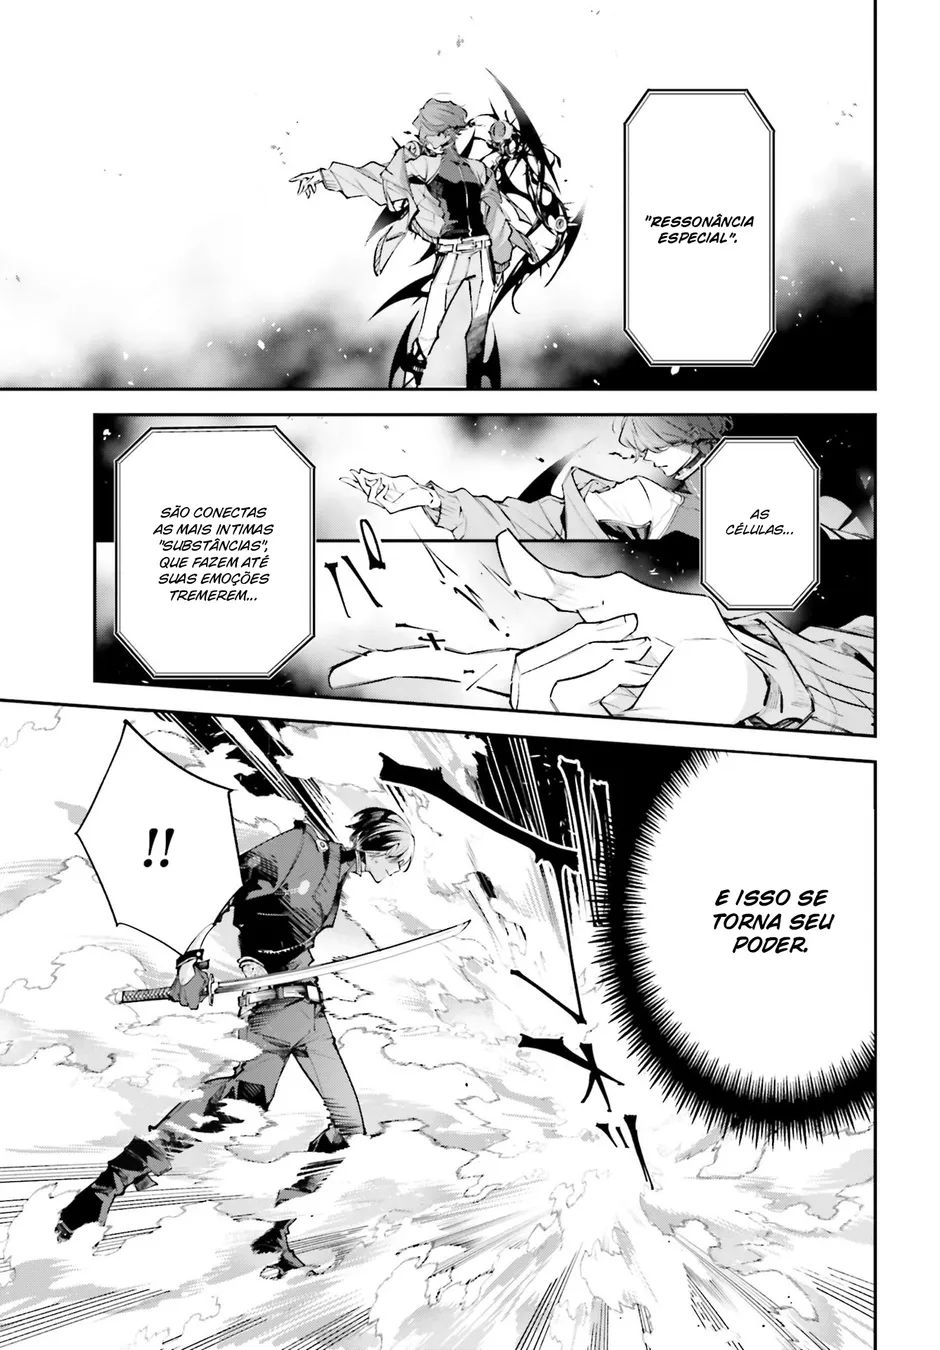 "RESSONÂNCIA
ESPECIAL".
AS
CÉLULAS...
SÃO CONECTAS
AS MAIS INTIMAS
"SUBSTÂNCIAS",
QUE FAZEM ATÉ
SUAS EMOÇÕES
TREMEREM...
E ISSO SE
TORNA SEU
PODER.
!!